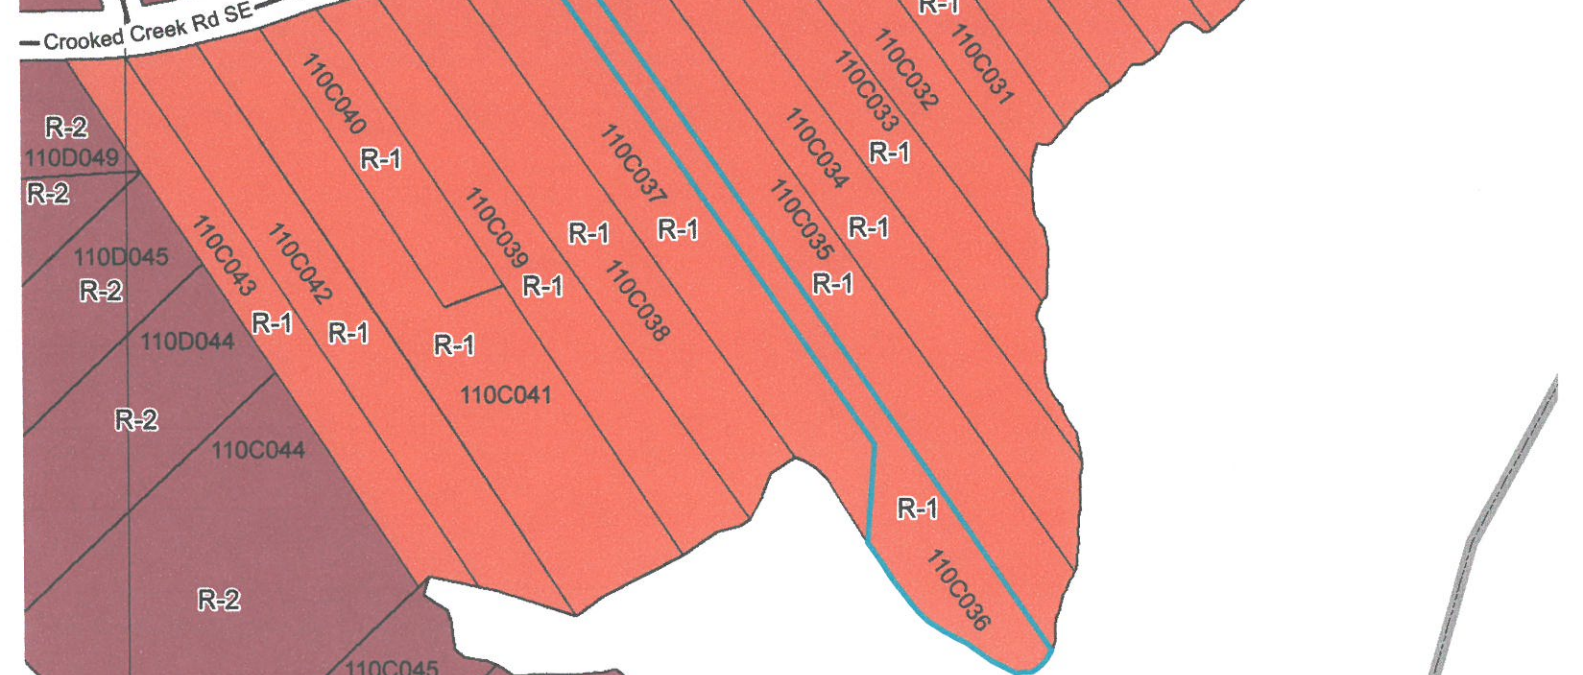 Crooked Creek Rd SE
R-1
110C031
110C032
110C033
R-1
110C034
R-1
110C035
R-1
110C040
R-1
110C037
R-1
R-1
110C039
R-1
110C038
R-2
110D049
R-2
110D045
R-2
110C043
R-1
110C042
R-1
R-1
110C041
110D044
R-2
110C044
R-1
110C036
R-2
110C045